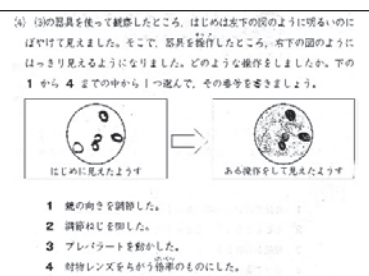 (4) (3)の器具を使って観察したところ、はじめは左下の図のように明るいのに
ぼやけて見えました。そこで、器具を操作したところ、右下の図のように
はっきり見えるようになりました。どのような操作をしましたか。下の
1 から 4 までの中から1つ選んで、その番号を書きましょう。
はじめに見えたようす
ある操作をして見えたようす
1 鏡の向きを調節した。
2 調節ねじを回した。
3 プレパラートを動かした。
4 対物レンズをちがう倍率のものにした。